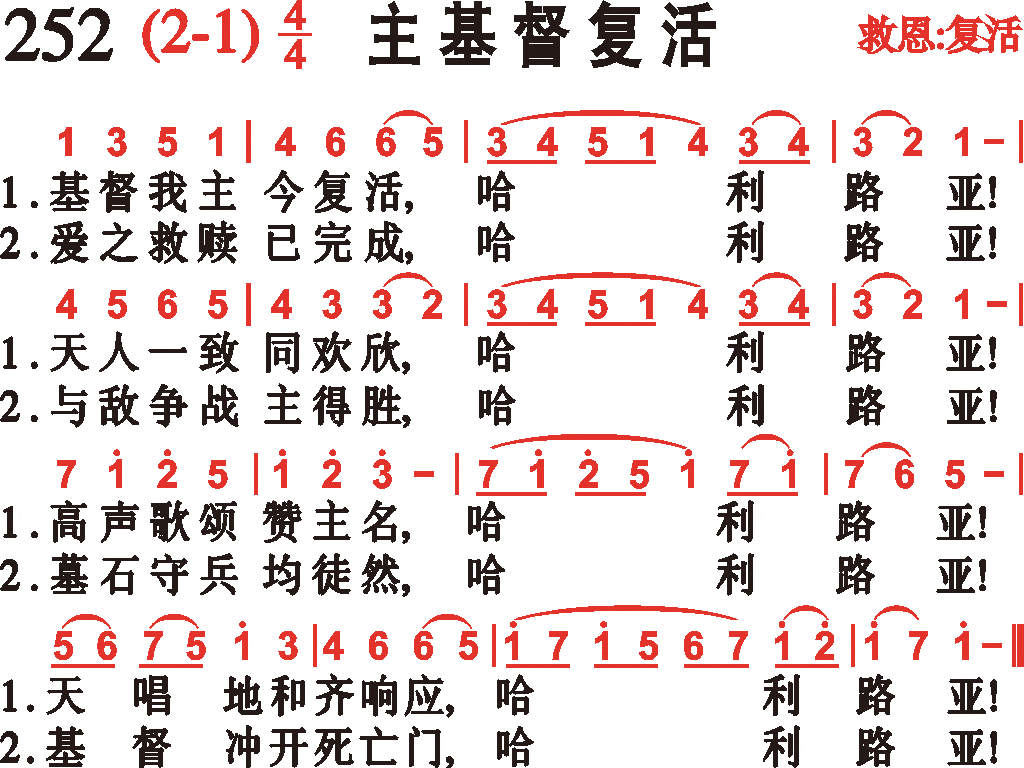 252 (2-1) 4/4 主基督复活 救恩:复活
1 3 5 1 | 4 6 6 5 | 3 4 5 1 4 3 4 | 3 2 1 – |
1.基督我主 今复活, 哈 利 路 亚!
2.爱之救赎 已完成, 哈 利 路 亚!
4 5 6 5 | 4 3 3 2 | 3 4 5 1 4 3 4 | 3 2 1 – |
1.天人一致 同欢欣, 哈 利 路 亚!
2.与敌争战 主得胜, 哈 利 路 亚!
7 1̇ 2̇ 5 | 1̇ 2̇ 3̇ – | 7 1̇ 2̇ 5 1̇ 7 1̇ | 7 6 5 – |
1.高声歌颂 赞主名, 哈 利 路 亚!
2.墓石守兵 均徒然, 哈 利 路 亚!
5 6 7 5 1̇ 3 | 4 6 6 5 | 1̇ 7 1̇ 5 6 7 1̇ 2̇ | 1̇ 7 1̇ – ‖
1.天 唱 地和齐响应, 哈 利 路 亚!
2.基 督 冲开死亡门, 哈 利 路 亚!